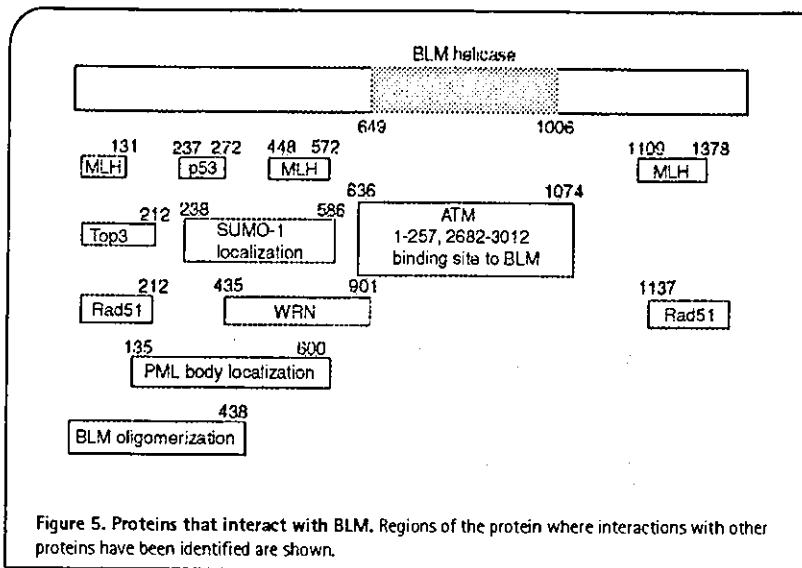 BLM helicase
649 1006
131 237 272 448 572 1109 1378
MLH p53 MLH MLH
212 238 586 636 1074
Top3 SUMO-1 localization ATM
1-257, 2682-3012
binding site to BLM
212 435 901 1137
Rad51 WRN Rad51
135 600
PML body localization
438
BLM oligomerization
Figure 5. Proteins that interact with BLM. Regions of the protein where interactions with other
proteins have been identified are shown.